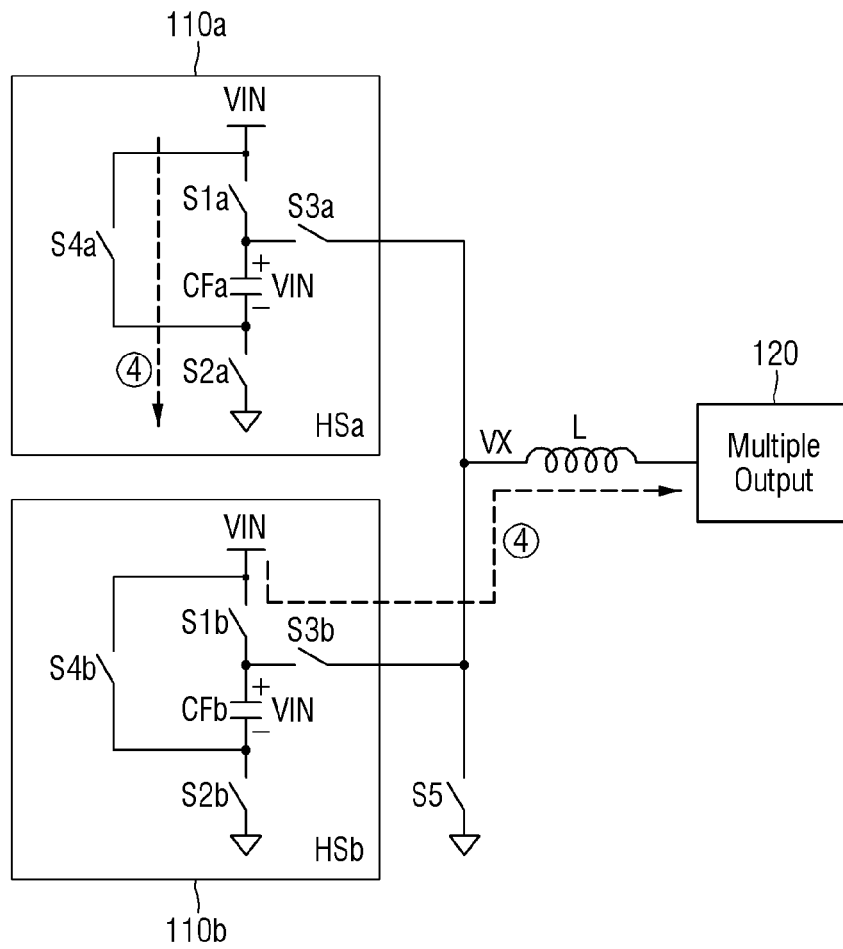 110a
VIN
S1a
S3a
S4a
+
CFa
VIN
−
④
S2a
HSa
120
VX
L
Multiple
Output
VIN
④
S1b
S3b
S4b
+
CFb
VIN
−
S2b
S5
HSb
110b